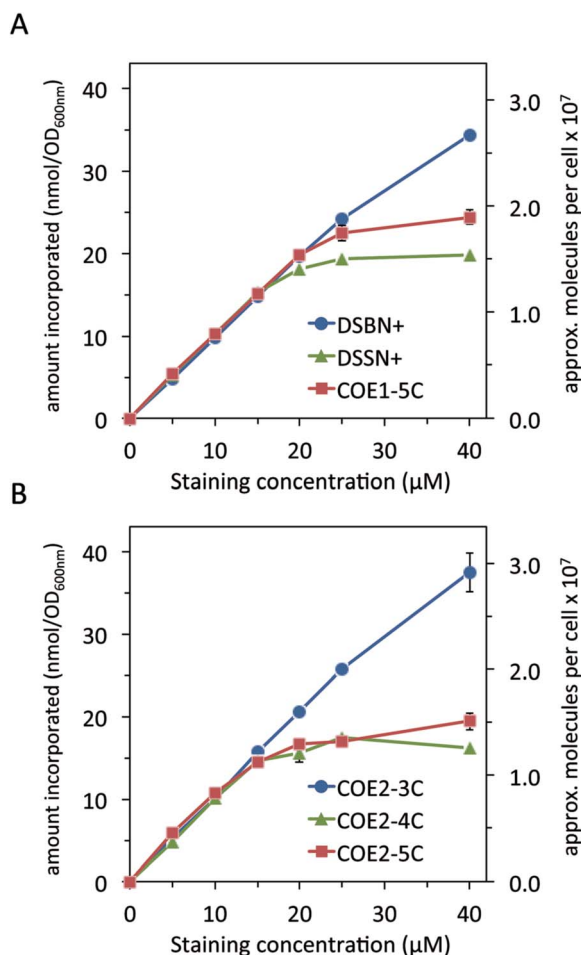 A
amount incorporated (nmol/OD600nm)
40
30
20
10
0
3.0
2.0
1.0
0.0
approx. molecules per cell x 10⁷
DSBN+
DSSN+
COE1-5C
0 10 20 30 40
Staining concentration (μM)
B
amount incorporated (nmol/OD600nm)
40
30
20
10
0
3.0
2.0
1.0
0.0
approx. molecules per cell x 10⁷
COE2-3C
COE2-4C
COE2-5C
0 10 20 30 40
Staining concentration (μM)